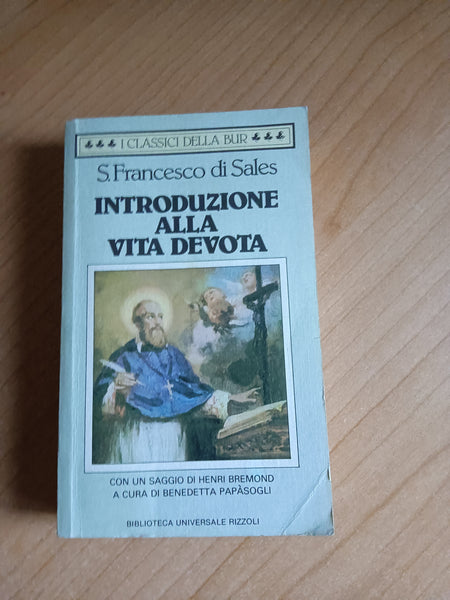 I CLASSICI DELLA BUR
S. Francesco di Sales
INTRODUZIONE
ALLA
VITA DEVOTA
CON UN SAGGIO DI HENRI BREMOND
A CURA DI BENEDETTA PAPÀSOGLI
BIBLIOTECA UNIVERSALE RIZZOLI